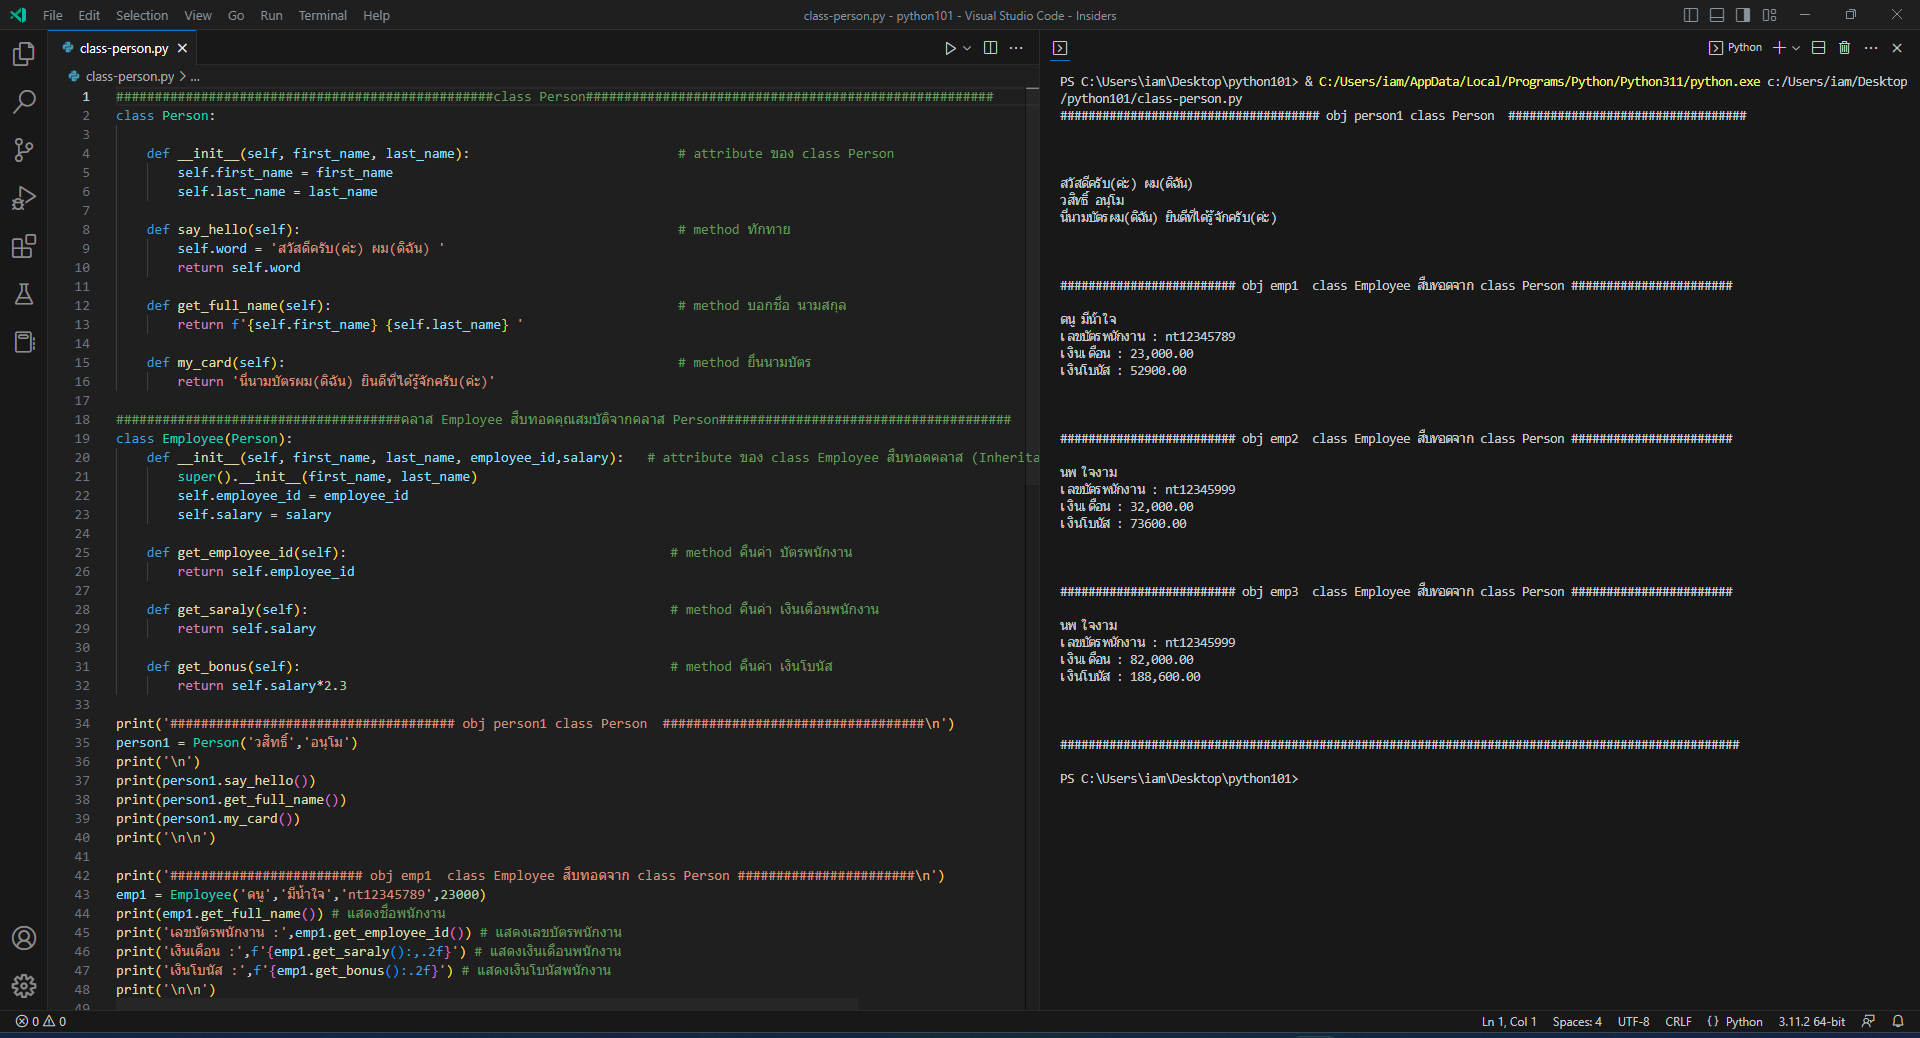 File Edit Selection View Go Run Terminal Help
class-person.py - python101 - Visual Studio Code - Insiders
class-person.py
class-person.py > ...
1 #################################################class Person#####################################################
2 class Person:
3
4 def __init__(self, first_name, last_name): # attribute ของ class Person
5 self.first_name = first_name
6 self.last_name = last_name
7
8 def say_hello(self): # method ทักทาย
9 self.word = 'สวัสดีครับ(ค่ะ) ผม(ดิฉัน) '
10 return self.word
11
12 def get_full_name(self): # method บอกชื่อ นามสกุล
13 return f'{self.first_name} {self.last_name} '
14
15 def my_card(self): # method ยื่นนามบัตร
16 return 'นี่นามบัตรผม(ดิฉัน) ยินดีที่ได้รู้จักครับ(ค่ะ)'
17
18 #####################################คลาส Employee สืบทอดคุณสมบัติจากคลาส Person######################################
19 class Employee(Person):
20 def __init__(self, first_name, last_name, employee_id,salary): # attribute ของ class Employee สืบทอดคลาส (Inherita
21 super().__init__(first_name, last_name)
22 self.employee_id = employee_id
23 self.salary = salary
24
25 def get_employee_id(self): # method คืนค่า บัตรพนักงาน
26 return self.employee_id
27
28 def get_saraly(self): # method คืนค่า เงินเดือนพนักงาน
29 return self.salary
30
31 def get_bonus(self): # method คืนค่า เงินโบนัส
32 return self.salary*2.3
33
34 print('##################################### obj person1 class Person ##################################\n')
35 person1 = Person('วสิทธิ์','อนุโม')
36 print('\n')
37 print(person1.say_hello())
38 print(person1.get_full_name())
39 print(person1.my_card())
40 print('\n\n')
41
42 print('######################### obj emp1 class Employee สืบทอดจาก class Person #######################\n')
43 emp1 = Employee('ดนู','มีน้ำใจ','nt12345789',23000)
44 print(emp1.get_full_name()) # แสดงชื่อพนักงาน
45 print('เลขบัตรพนักงาน :',emp1.get_employee_id()) # แสดงเลขบัตรพนักงาน
46 print('เงินเดือน :',f'{emp1.get_saraly():,.2f}') # แสดงเงินเดือนพนักงาน
47 print('เงินโบนัส :',f'{emp1.get_bonus():.2f}') # แสดงเงินโบนัสพนักงาน
48 print('\n\n')
49
Python
PS C:\Users\iam\Desktop\python101> & C:/Users/iam/AppData/Local/Programs/Python/Python311/python.exe c:/Users/iam/Desktop
/python101/class-person.py
##################################### obj person1 class Person ##################################
สวัสดีครับ(ค่ะ) ผม(ดิฉัน)
วสิทธิ์ อนุโม
นี่นามบัตรผม(ดิฉัน) ยินดีที่ได้รู้จักครับ(ค่ะ)
######################### obj emp1 class Employee สืบทอดจาก class Person #######################
ดนู มีน้ำใจ
เลขบัตรพนักงาน : nt12345789
เงินเดือน : 23,000.00
เงินโบนัส : 52900.00
######################### obj emp2 class Employee สืบทอดจาก class Person #######################
นพ ใจงาม
เลขบัตรพนักงาน : nt12345999
เงินเดือน : 32,000.00
เงินโบนัส : 73600.00
######################### obj emp3 class Employee สืบทอดจาก class Person #######################
นพ ใจงาม
เลขบัตรพนักงาน : nt12345999
เงินเดือน : 82,000.00
เงินโบนัส : 188,600.00
#################################################################################################
PS C:\Users\iam\Desktop\python101>
0 0
Ln 1, Col 1 Spaces: 4 UTF-8 CRLF {} Python 3.11.2 64-bit